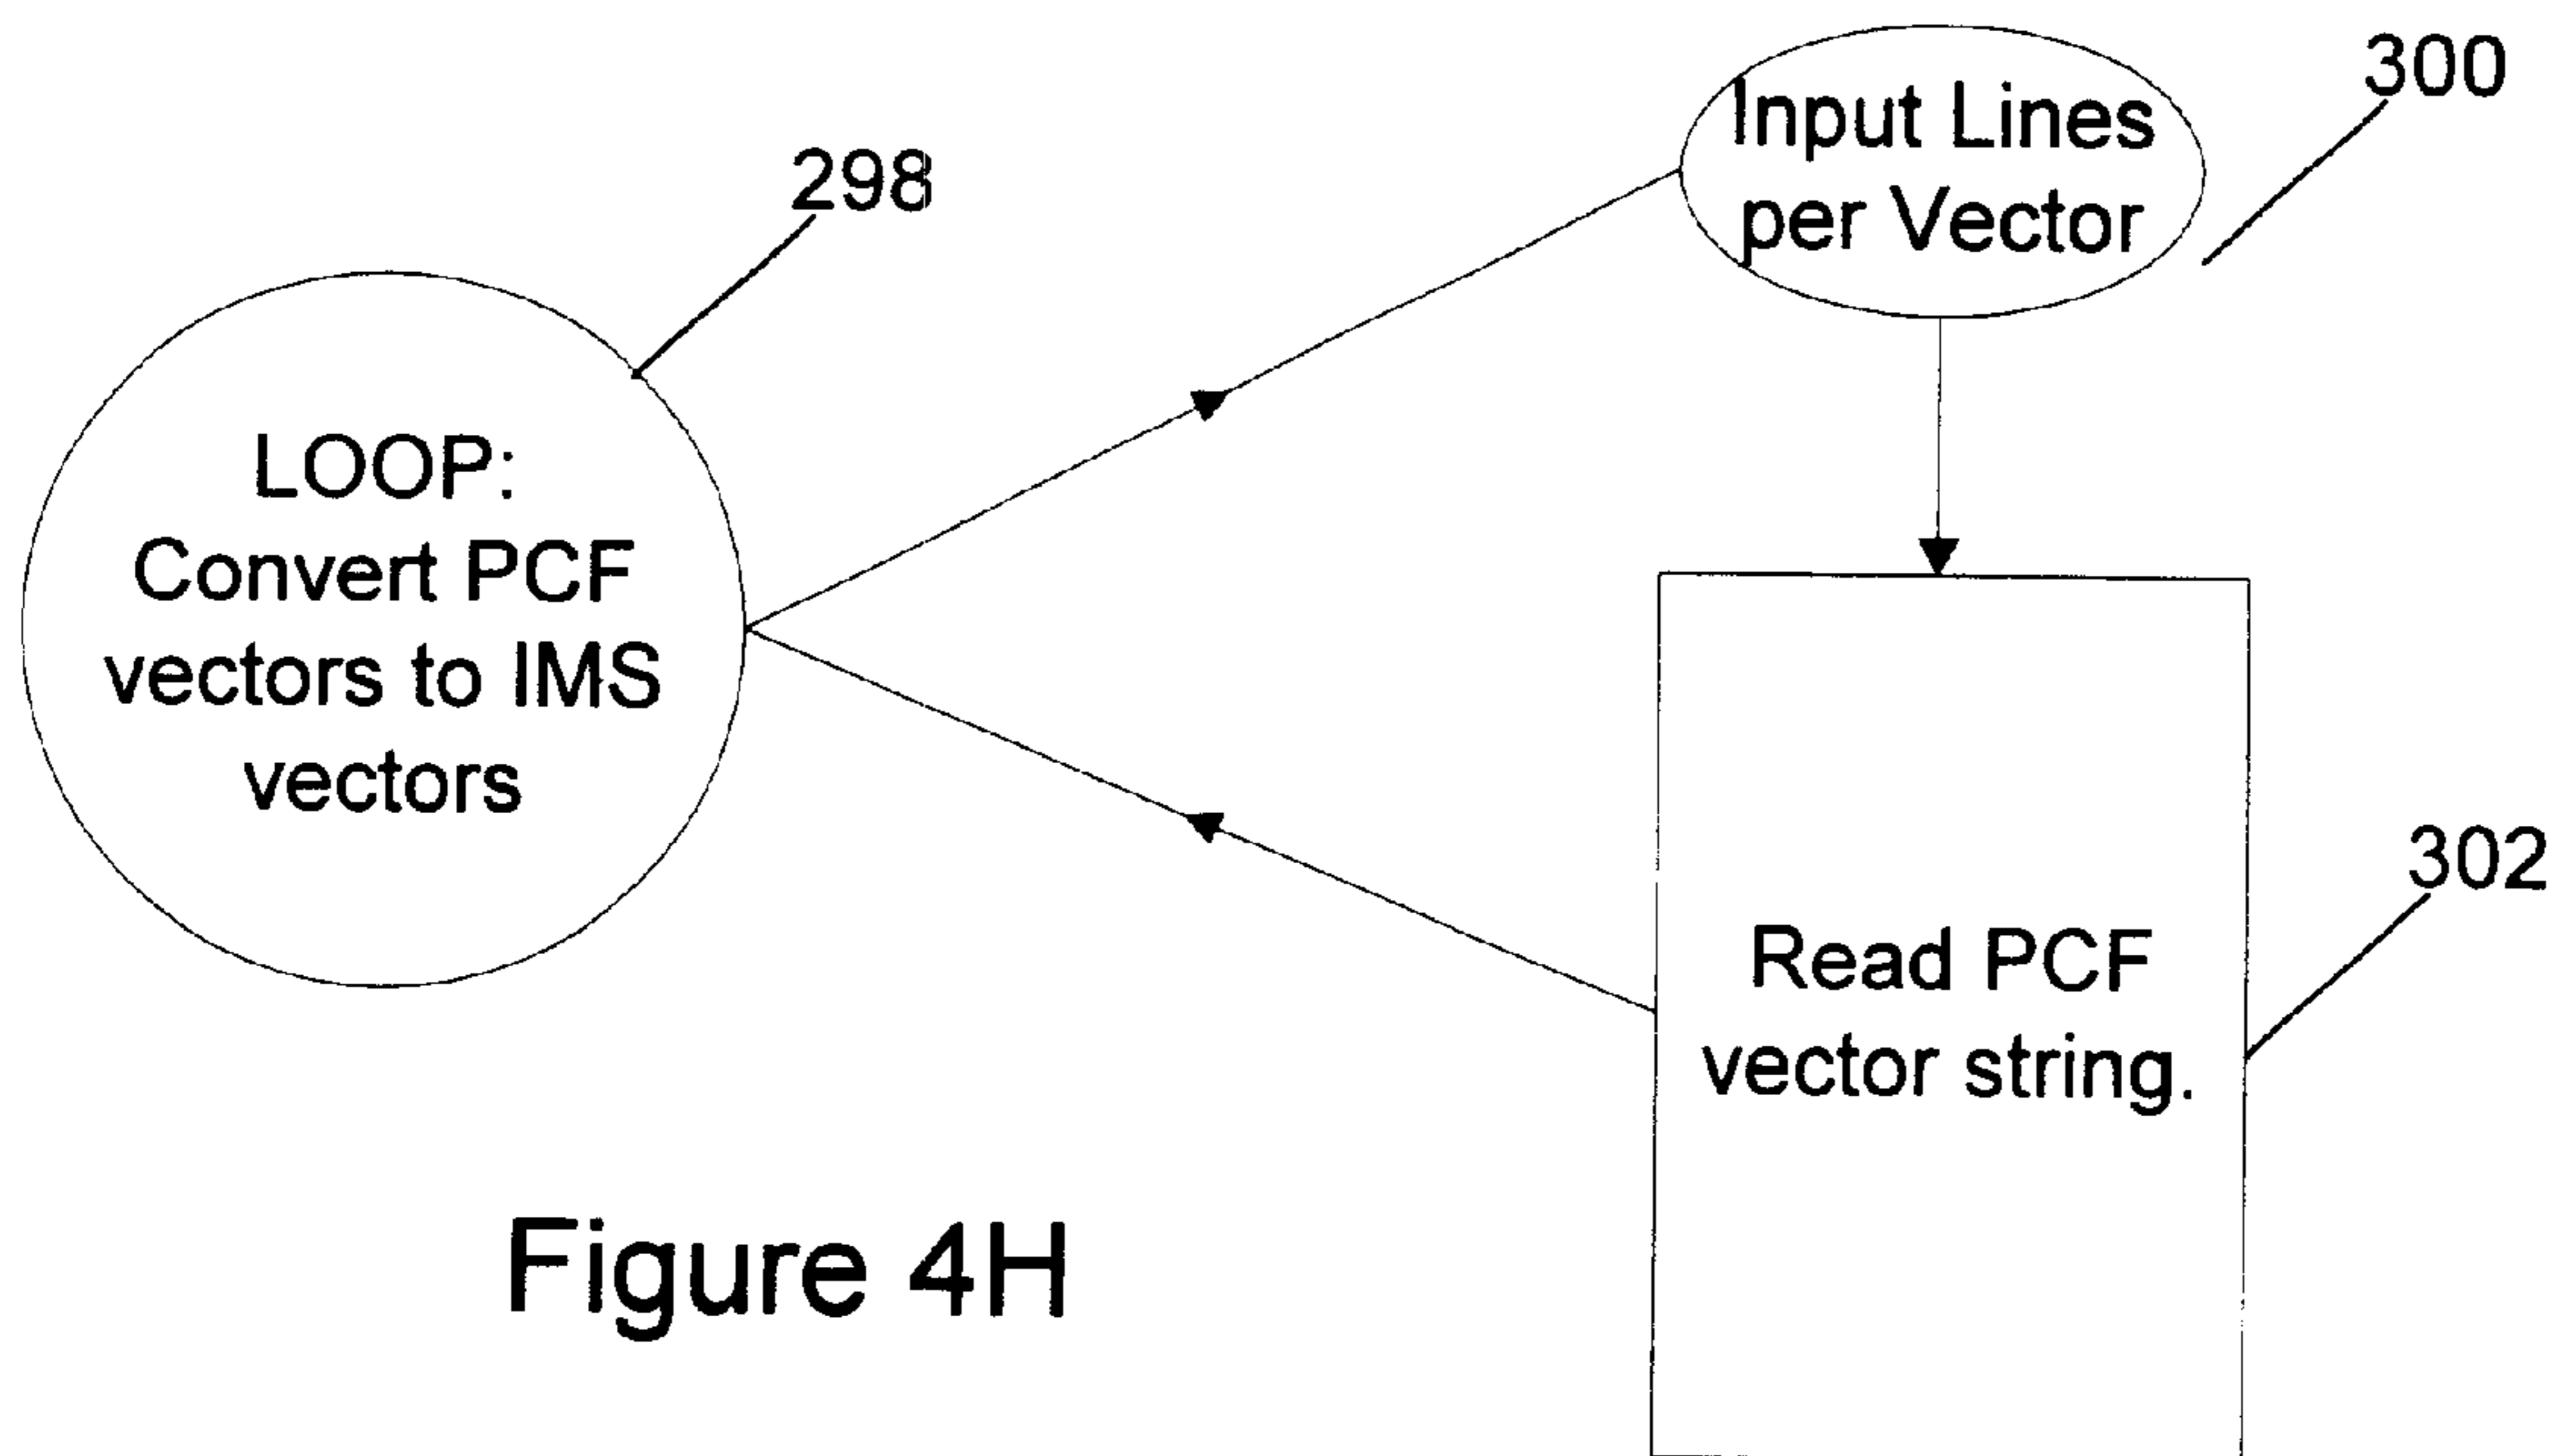 300
Input Lines
per Vector
298
LOOP:
Convert PCF
vectors to IMS
vectors
302
Read PCF
vector string.
Figure 4H